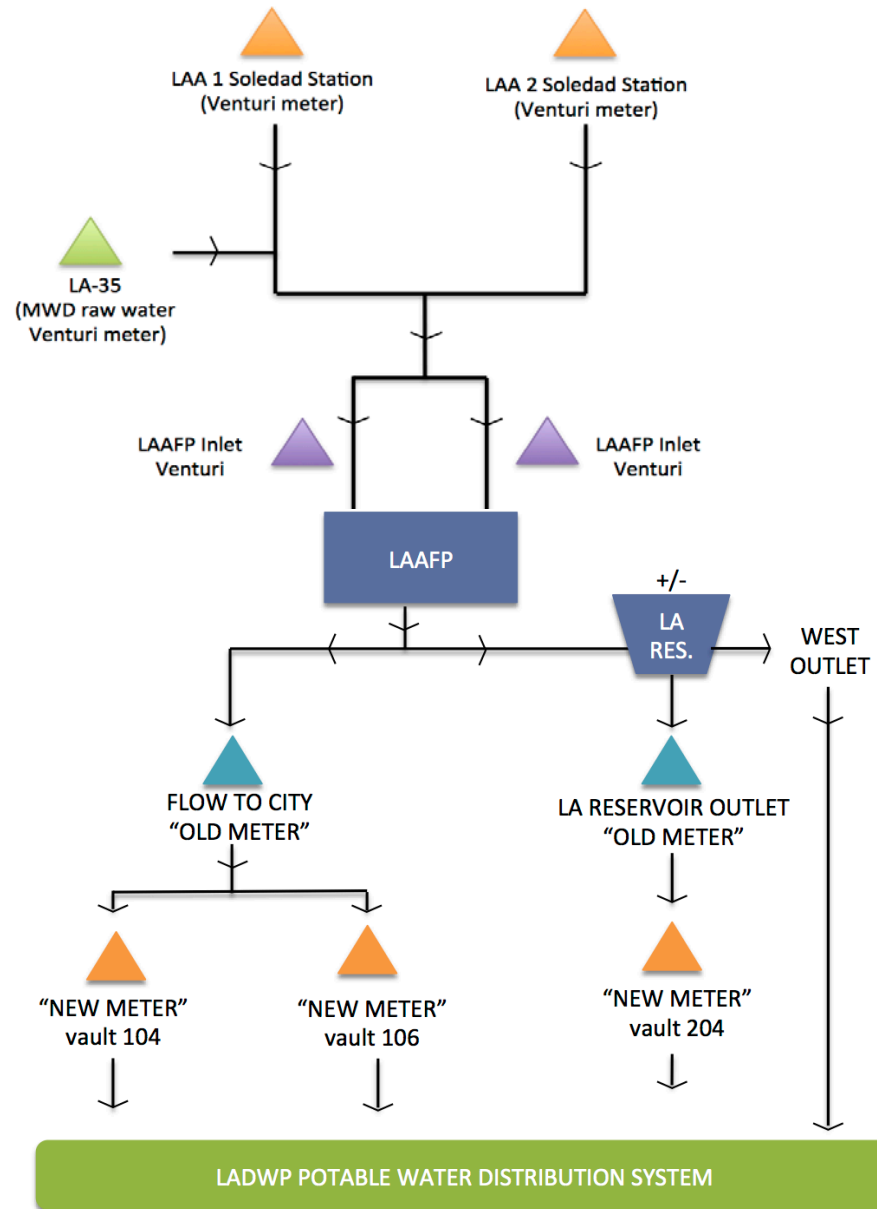 LAA 1 Soledad Station
(Venturi meter)
LAA 2 Soledad Station
(Venturi meter)
LA-35
(MWD raw water
Venturi meter)
LAAFP Inlet
Venturi
LAAFP Inlet
Venturi
LAAFP
+/-
LA
RES.
WEST
OUTLET
FLOW TO CITY
“OLD METER”
LA RESERVOIR OUTLET
“OLD METER”
“NEW METER”
vault 104
“NEW METER”
vault 106
“NEW METER”
vault 204
LADWP POTABLE WATER DISTRIBUTION SYSTEM